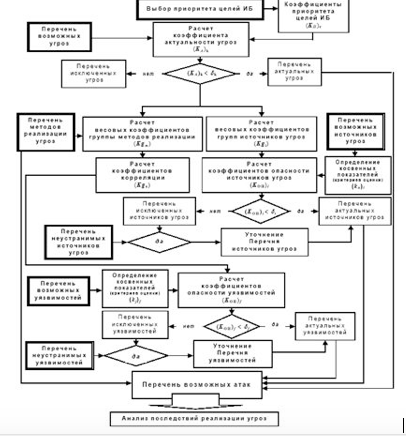 Выбор приоритета целей ИБ
Коэффициенты
приоритета
целей ИБ
Перечень
возможных
угроз
Расчет
коэффициента
актуальности угроз
Перечень
исключенных
угроз
нет
да
Перечень
актуальных
угроз
Перечень
методов
реализации
угроз
Расчет
весовых коэффициентов
группы методов реализации
Расчет
весовых коэффициентов
групп источников угроз
Перечень
возможных
источников
угроз
Расчет
коэффициентов
корреляции
Расчет
коэффициентов опасности
источников угроз
Определение
косвенных
показателей
(критериев оценки)
Перечень
исключенных
источников угроз
нет
да
Перечень
актуальных
источников угроз
Перечень
неустранимых
источников
угроз
да
Уточнение
Перечня
источников угроз
Перечень
возможных
уязвимостей
Определение
косвенных
показателей
(критериев оценки)
Расчет
коэффициентов
опасности уязвимостей
Перечень
исключенных
уязвимостей
нет
да
Перечень
актуальных
уязвимостей
Перечень
неустранимых
уязвимостей
да
Уточнение
Перечня
уязвимостей
Перечень возможных атак
Анализ последствий реализации угроз